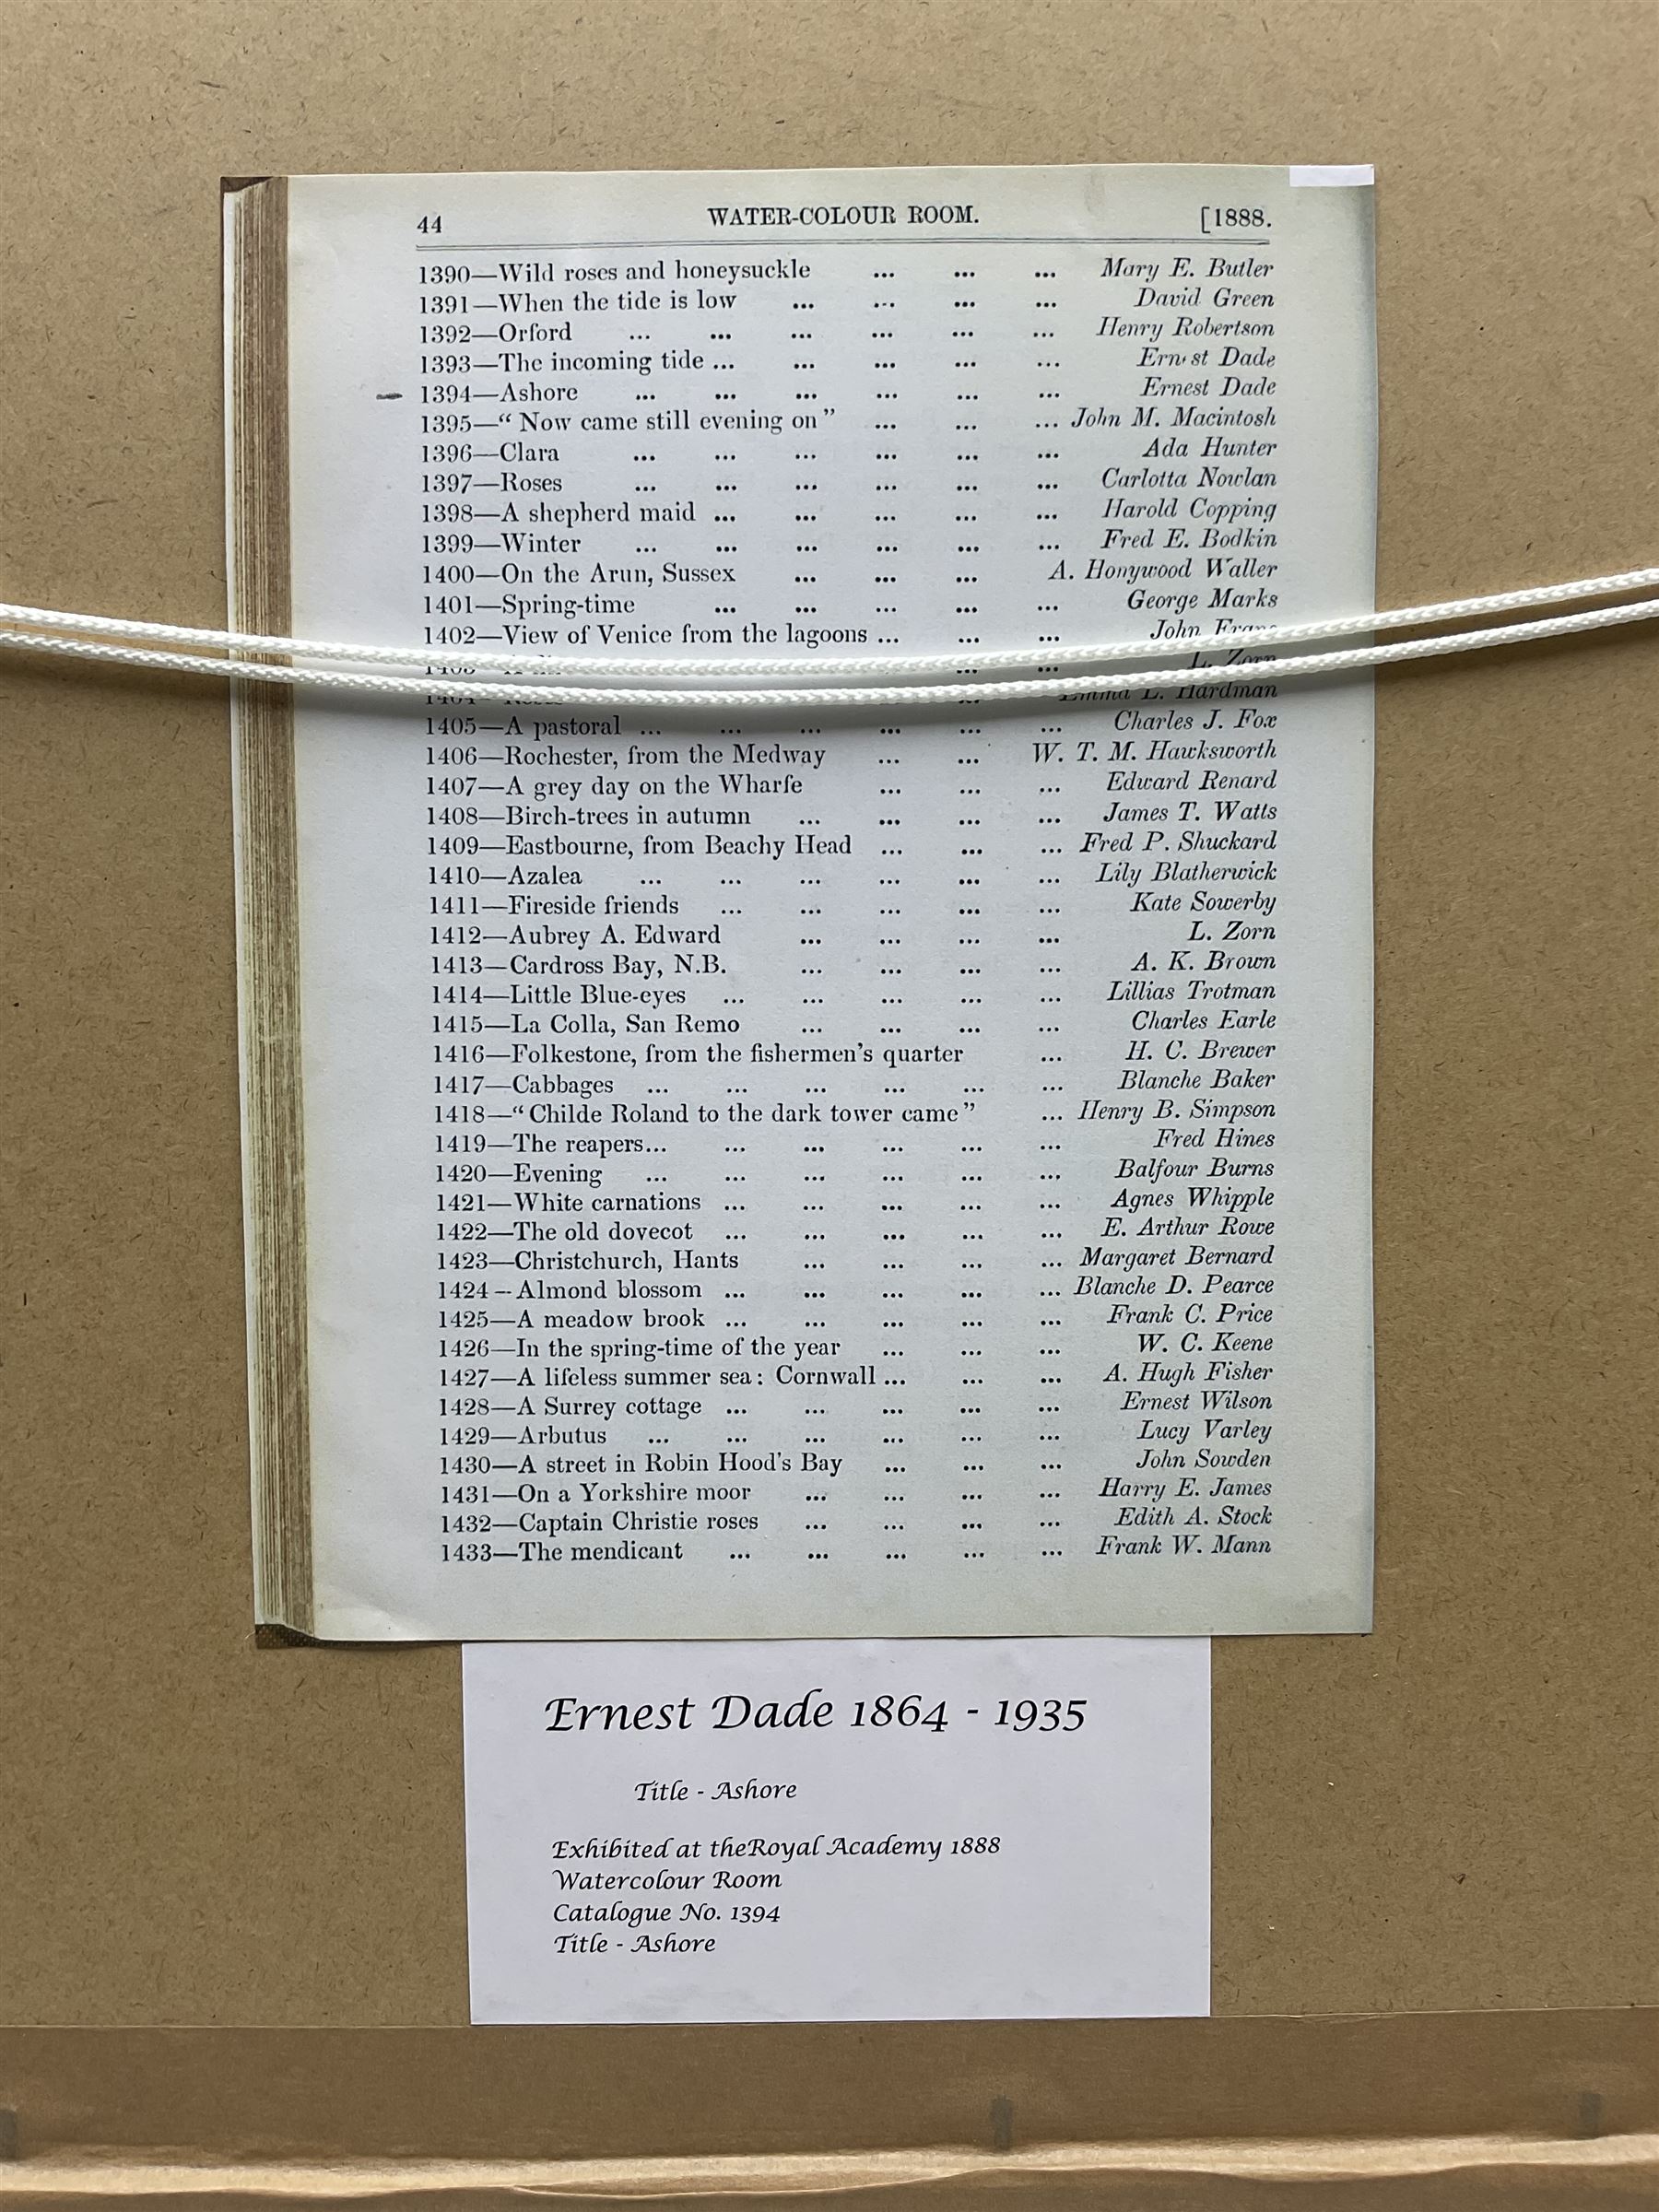 44 WATER-COLOUR ROOM. [1888.
1390—Wild roses and honeysuckle ... ... ... Mary E. Butler
1391—When the tide is low ... ... ... ... David Green
1392—Orford ... ... ... ... ... ... Henry Robertson
1393—The incoming tide ... ... ... ... ... Ernest Dade
1394—Ashore ... ... ... ... ... ... Ernest Dade
1395—“Now came still evening on” ... ... ... John M. Macintosh
1396—Clara ... ... ... ... ... ... Ada Hunter
1397—Roses ... ... ... ... ... ... Carlotta Nowlan
1398—A shepherd maid ... ... ... ... ... Harold Copping
1399—Winter ... ... ... ... ... ... Fred E. Bodkin
1400—On the Arun, Sussex ... ... ... A. Honywood Waller
1401—Spring-time ... ... ... ... ... George Marks
1402—View of Venice from the lagoons ... ... ... John
L. Zorn
Emma L. Hardman
1405—A pastoral ... ... ... ... ... ... Charles J. Fox
1406—Rochester, from the Medway ... ... W. T. M. Hawksworth
1407—A grey day on the Wharfe ... ... ... Edward Renard
1408—Birch-trees in autumn ... ... ... ... James T. Watts
1409—Eastbourne, from Beachy Head ... ... ... Fred P. Shuckard
1410—Azalea ... ... ... ... ... ... Lily Blatherwick
1411—Fireside friends ... ... ... ... ... Kate Sowerby
1412—Aubrey A. Edward ... ... ... ... L. Zorn
1413—Cardross Bay, N.B. ... ... ... ... A. K. Brown
1414—Little Blue-eyes ... ... ... ... ... Lillias Trotman
1415—La Colla, San Remo ... ... ... ... Charles Earle
1416—Folkestone, from the fishermen's quarter ... H. C. Brewer
1417—Cabbages ... ... ... ... ... ... Blanche Baker
1418—“Childe Roland to the dark tower came” ... Henry B. Simpson
1419—The reapers... ... ... ... ... ... Fred Hines
1420—Evening ... ... ... ... ... ... Balfour Burns
1421—White carnations ... ... ... ... ... Agnes Whipple
1422—The old dovecot ... ... ... ... ... E. Arthur Rowe
1423—Christchurch, Hants ... ... ... ... Margaret Bernard
1424--Almond blossom ... ... ... ... ... Blanche D. Pearce
1425—A meadow brook ... ... ... ... ... Frank C. Price
1426—In the spring-time of the year ... ... ... W. C. Keene
1427—A lifeless summer sea: Cornwall ... ... ... A. Hugh Fisher
1428—A Surrey cottage ... ... ... ... ... Ernest Wilson
1429—Arbutus ... ... ... ... ... ... Lucy Varley
1430—A street in Robin Hood's Bay ... ... ... John Sowden
1431—On a Yorkshire moor ... ... ... ... Harry E. James
1432—Captain Christie roses ... ... ... ... Edith A. Stock
1433—The mendicant ... ... ... ... ... Frank W. Mann
Ernest Dade 1864 - 1935
Title - Ashore
Exhibited at theRoyal Academy 1888
Watercolour Room
Catalogue No. 1394
Title - Ashore